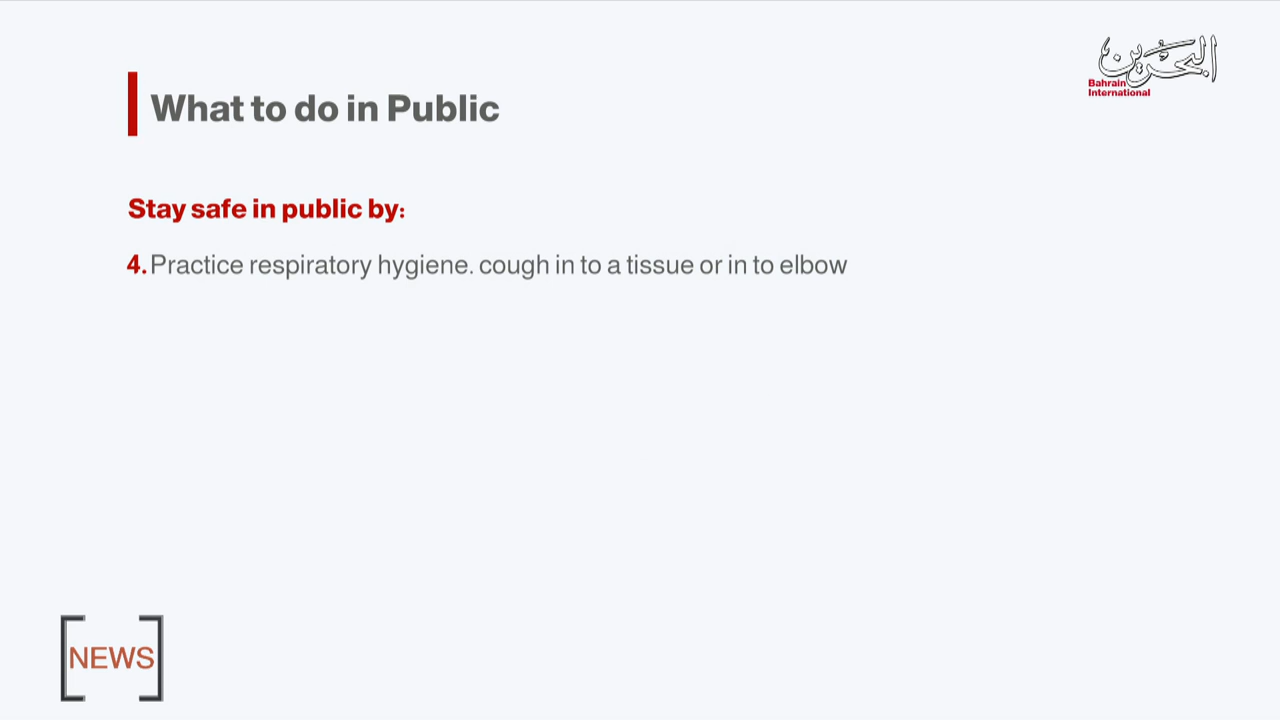 البحرين
Bahrain
International
What to do in Public
Stay safe in public by:
4. Practice respiratory hygiene. cough in to a tissue or in to elbow
NEWS